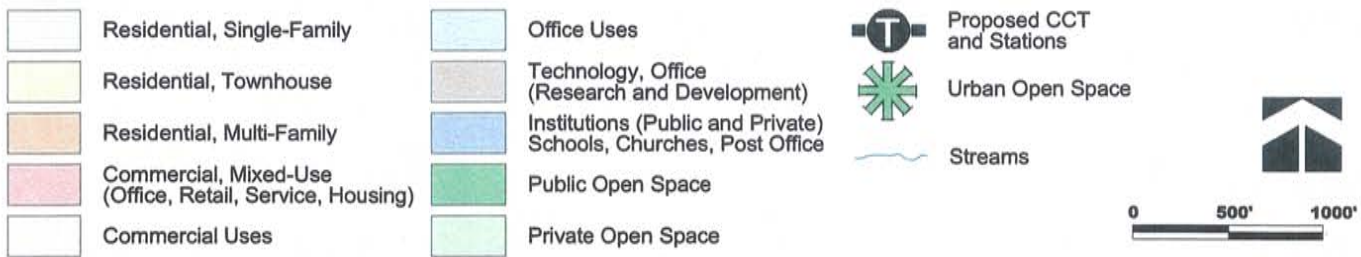 Residential, Single-Family
Residential, Townhouse
Residential, Multi-Family
Commercial, Mixed-Use
(Office, Retail, Service, Housing)
Commercial Uses
Office Uses
Technology, Office
(Research and Development)
Institutions (Public and Private)
Schools, Churches, Post Office
Public Open Space
Private Open Space
T
Proposed CCT
and Stations
Urban Open Space
Streams
0 500' 1000'